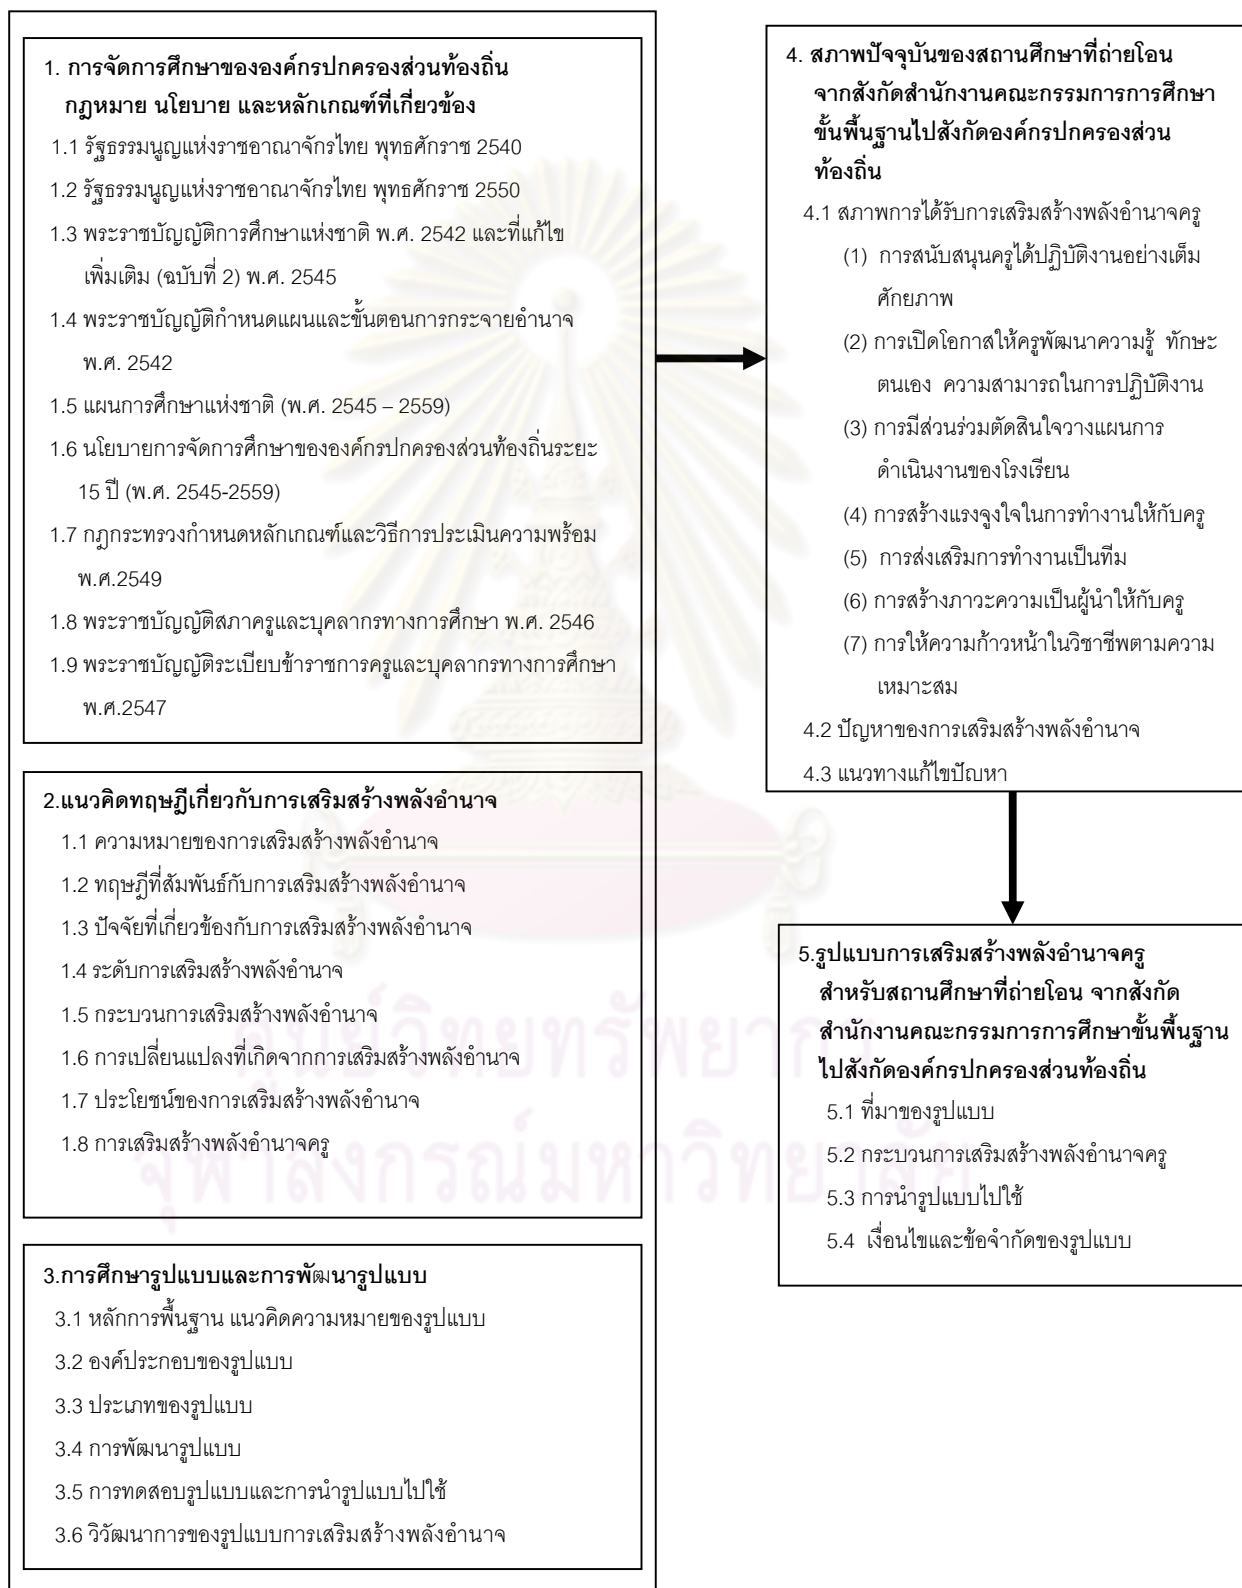 1. การจัดการศึกษาขององค์กรปกครองส่วนท้องถิ่น
กฎหมาย นโยบาย และหลักเกณฑ์ที่เกี่ยวข้อง
1.1 รัฐธรรมนูญแห่งราชอาณาจักรไทย พุทธศักราช 2540
1.2 รัฐธรรมนูญแห่งราชอาณาจักรไทย พุทธศักราช 2550
1.3 พระราชบัญญัติการศึกษาแห่งชาติ พ.ศ. 2542 และที่แก้ไข
เพิ่มเติม (ฉบับที่ 2) พ.ศ. 2545
1.4 พระราชบัญญัติกำหนดแผนและขั้นตอนการกระจายอำนาจ
พ.ศ. 2542
1.5 แผนการศึกษาแห่งชาติ (พ.ศ. 2545 – 2559)
1.6 นโยบายการจัดการศึกษาขององค์กรปกครองส่วนท้องถิ่นระยะ
15 ปี (พ.ศ. 2545-2559)
1.7 กฎกระทรวงกำหนดหลักเกณฑ์และวิธีการประเมินความพร้อม
พ.ศ.2549
1.8 พระราชบัญญัติสภาครูและบุคลากรทางการศึกษา พ.ศ. 2546
1.9 พระราชบัญญัติระเบียบข้าราชการครูและบุคลากรทางการศึกษา
พ.ศ.2547
2.แนวคิดทฤษฎีเกี่ยวกับการเสริมสร้างพลังอำนาจ
1.1 ความหมายของการเสริมสร้างพลังอำนาจ
1.2 ทฤษฎีที่สัมพันธ์กับการเสริมสร้างพลังอำนาจ
1.3 ปัจจัยที่เกี่ยวข้องกับการเสริมสร้างพลังอำนาจ
1.4 ระดับการเสริมสร้างพลังอำนาจ
1.5 กระบวนการเสริมสร้างพลังอำนาจ
1.6 การเปลี่ยนแปลงที่เกิดจากการเสริมสร้างพลังอำนาจ
1.7 ประโยชน์ของการเสริมสร้างพลังอำนาจ
1.8 การเสริมสร้างพลังอำนาจครู
3.การศึกษารูปแบบและการพัฒนารูปแบบ
3.1 หลักการพื้นฐาน แนวคิดความหมายของรูปแบบ
3.2 องค์ประกอบของรูปแบบ
3.3 ประเภทของรูปแบบ
3.4 การพัฒนารูปแบบ
3.5 การทดสอบรูปแบบและการนำรูปแบบไปใช้
3.6 วิวัฒนาการของรูปแบบการเสริมสร้างพลังอำนาจ
4. สภาพปัจจุบันของสถานศึกษาที่ถ่ายโอน
จากสังกัดสำนักงานคณะกรรมการการศึกษา
ขั้นพื้นฐานไปสังกัดองค์กรปกครองส่วน
ท้องถิ่น
4.1 สภาพการได้รับการเสริมสร้างพลังอำนาจครู
(1) การสนับสนุนครูได้ปฏิบัติงานอย่างเต็ม
ศักยภาพ
(2) การเปิดโอกาสให้ครูพัฒนาความรู้ ทักษะ
ตนเอง ความสามารถในการปฏิบัติงาน
(3) การมีส่วนร่วมตัดสินใจวางแผนการ
ดำเนินงานของโรงเรียน
(4) การสร้างแรงจูงใจในการทำงานให้กับครู
(5) การส่งเสริมการทำงานเป็นทีม
(6) การสร้างภาวะความเป็นผู้นำให้กับครู
(7) การให้ความก้าวหน้าในวิชาชีพตามความ
เหมาะสม
4.2 ปัญหาของการเสริมสร้างพลังอำนาจ
4.3 แนวทางแก้ไขปัญหา
5.รูปแบบการเสริมสร้างพลังอำนาจครู
สำหรับสถานศึกษาที่ถ่ายโอน จากสังกัด
สำนักงานคณะกรรมการการศึกษาขั้นพื้นฐาน
ไปสังกัดองค์กรปกครองส่วนท้องถิ่น
5.1 ที่มาของรูปแบบ
5.2 กระบวนการเสริมสร้างพลังอำนาจครู
5.3 การนำรูปแบบไปใช้
5.4 เงื่อนไขและข้อจำกัดของรูปแบบ
ศูนย์วิทยทรัพยากร
จุฬาลงกรณ์มหาวิทยาลัย